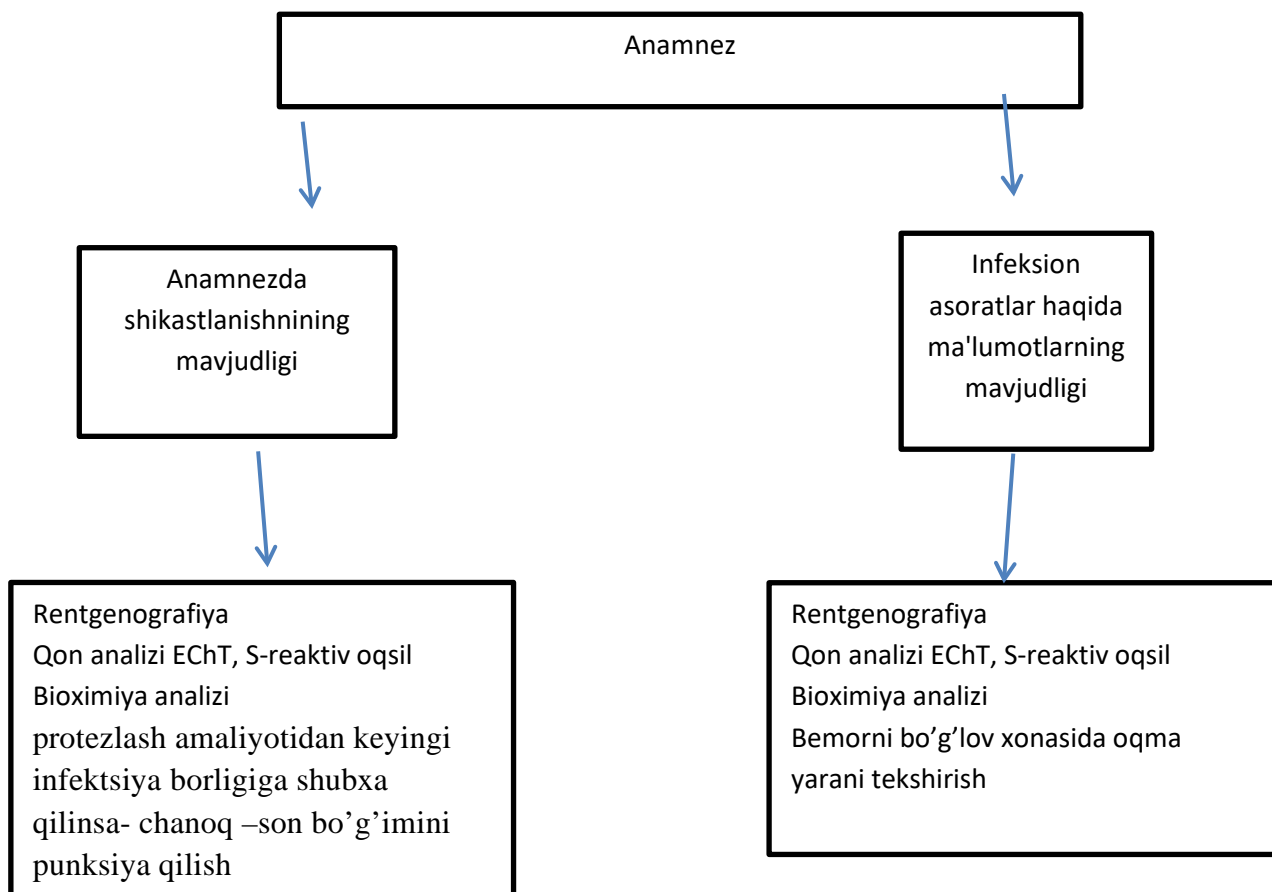 Anamnez
Anamnezda
shikastlanishnining
mavjudligi
Infeksion
asoratlar haqida
ma'lumotlarning
mavjudligi
Rentgenografiya
Qon analizi EChT, S-reaktiv oqsil
Bioximiya analizi
protezlash amaliyotidan keyingi
infektsiya borligiga shubxa
qilinsa- chanoq –son bo’g’imini
punksiya qilish
Rentgenografiya
Qon analizi EChT, S-reaktiv oqsil
Bioximiya analizi
Bemorni bo’g’lov xonasida oqma
yarani tekshirish